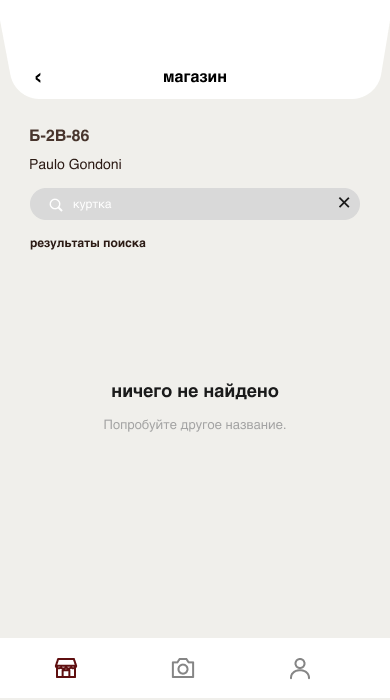 магазин
Б-2В-86
Paulo Gondoni
куртка
результаты поиска
ничего не найдено
Попробуйте другое название.